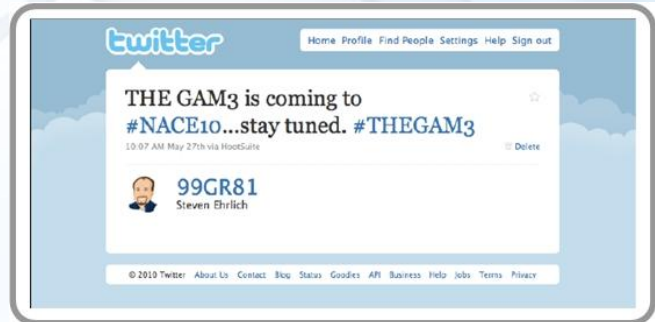 twitter
Home Profile Find People Settings Help Sign out
THE GAM3 is coming to
#NACE10...stay tuned. #THEGAM3
10:07 AM May 27th via HootSuite
Delete
99GR81
Steven Ehrlich
© 2010 Twitter About Us Contact Blog Status Goodies API Business Help Jobs Terms Privacy